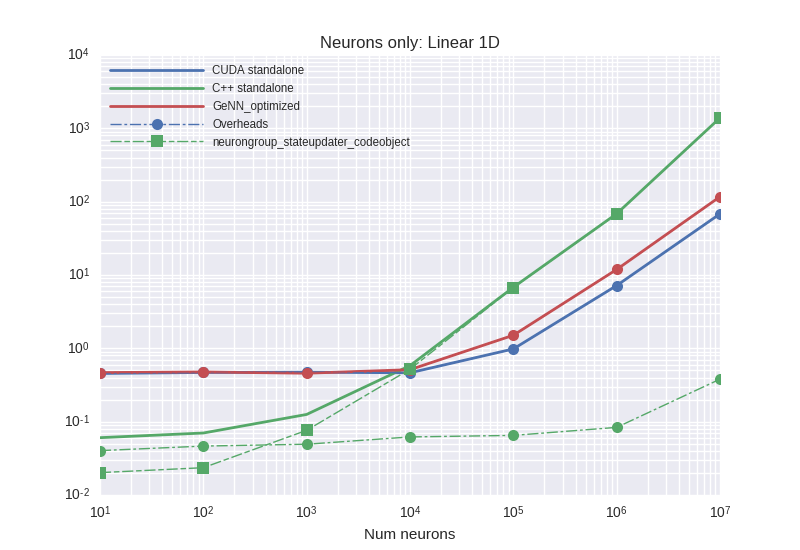 Neurons only: Linear 1D
10⁴
10³
10²
10¹
10⁰
10⁻¹
10⁻²
CUDA standalone
C++ standalone
GeNN_optimized
Overheads
neurongroup_stateupdater_codeobject
10¹ 10² 10³ 10⁴ 10⁵ 10⁶ 10⁷
Num neurons